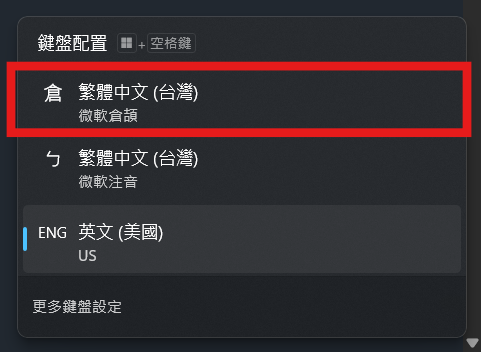 鍵盤配置 + 空格鍵
倉 繁體中文 (台灣)
微軟倉頡
ㄅ 繁體中文 (台灣)
微軟注音
ENG 英文 (美國)
US
更多鍵盤設定